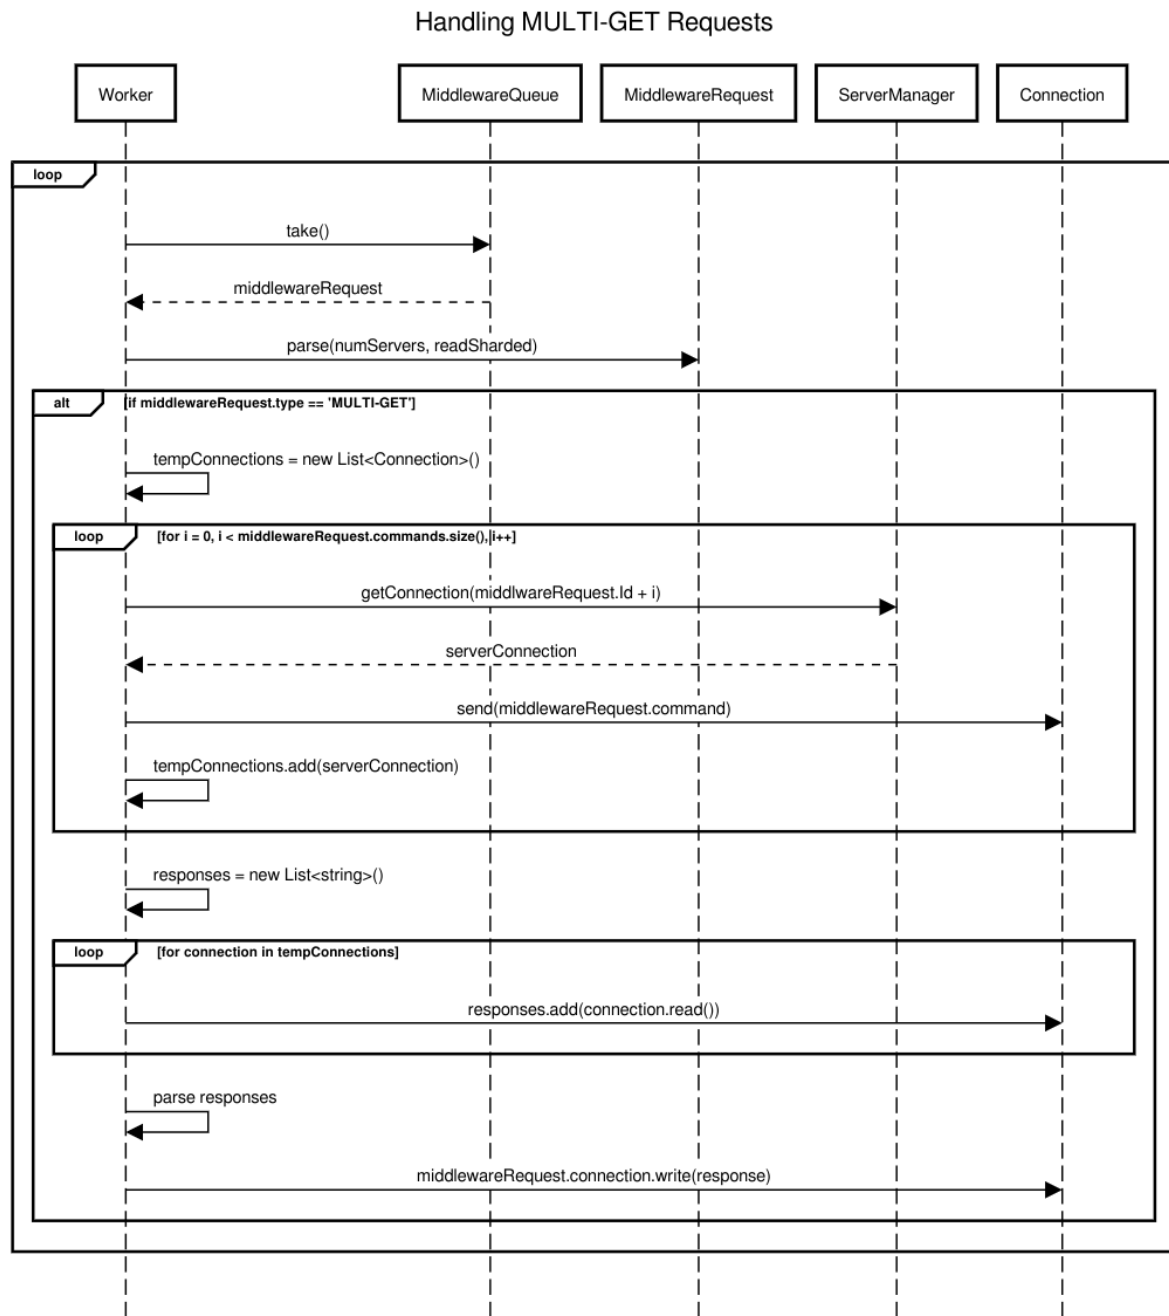 Handling MULTI-GET Requests
Worker
MiddlewareQueue
MiddlewareRequest
ServerManager
Connection
loop
take()
middlewareRequest
parse(numServers, readSharded)
alt
[if middlewareRequest.type == 'MULTI-GET']
tempConnections = new List<Connection>()
loop
[for i = 0, i < middlewareRequest.commands.size(), i++]
getConnection(middlwareRequest.Id + i)
serverConnection
send(middlewareRequest.command)
tempConnections.add(serverConnection)
responses = new List<string>()
loop
[for connection in tempConnections]
responses.add(connection.read())
parse responses
middlewareRequest.connection.write(response)